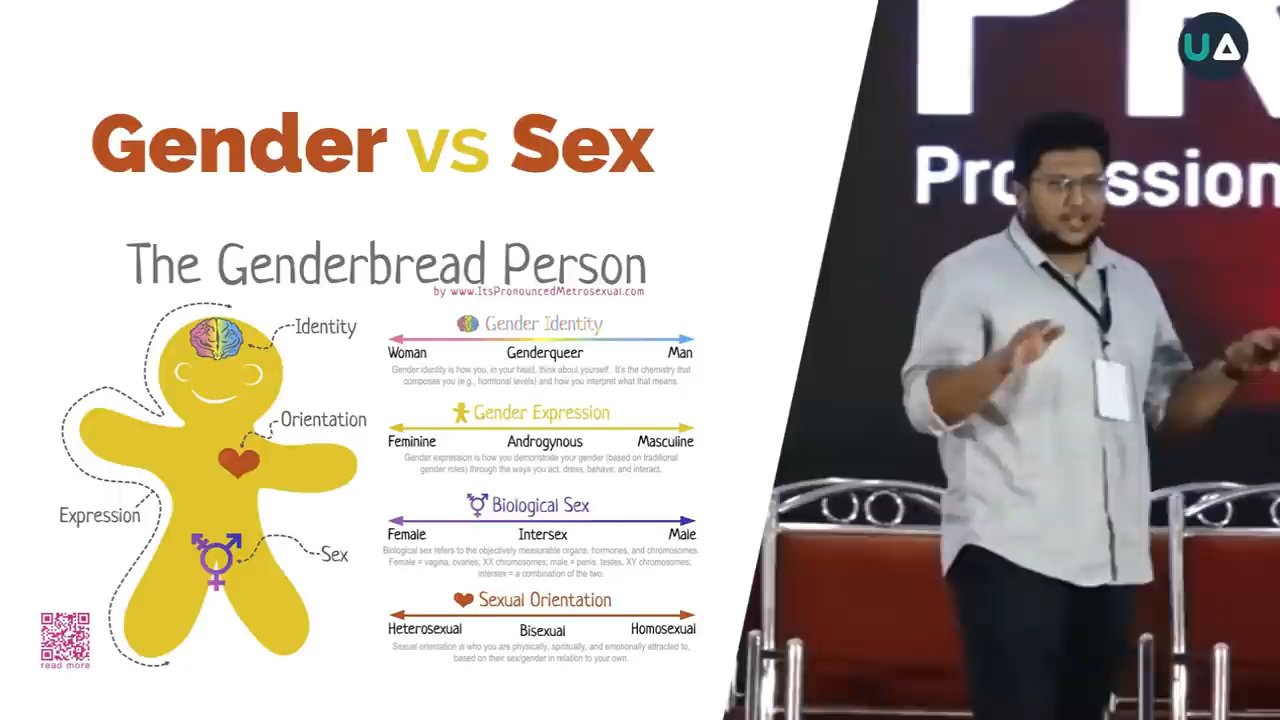 UA
PR
Professional
Gender vs Sex
The Genderbread Person
by www.ItsPronouncedMetrosexual.com
Identity
Orientation
Expression
Sex
read more
Gender Identity
Woman Genderqueer Man
Gender identity is how you, in your head, think about yourself. It's the chemistry that
composes you (e.g., hormonal levels) and how you interpret what that means.
Gender Expression
Feminine Androgynous Masculine
Gender expression is how you demonstrate your gender (based on traditional
gender roles) through the ways you act, dress, behave, and interact.
Biological Sex
Female Intersex Male
Biological sex refers to the objectively measurable organs, hormones, and chromosomes.
Female = vagina, ovaries, XX chromosomes; male = penis, testes, XY chromosomes;
intersex = a combination of the two.
Sexual Orientation
Heterosexual Bisexual Homosexual
Sexual orientation is who you are physically, spiritually, and emotionally attracted to,
based on their sex/gender in relation to your own.